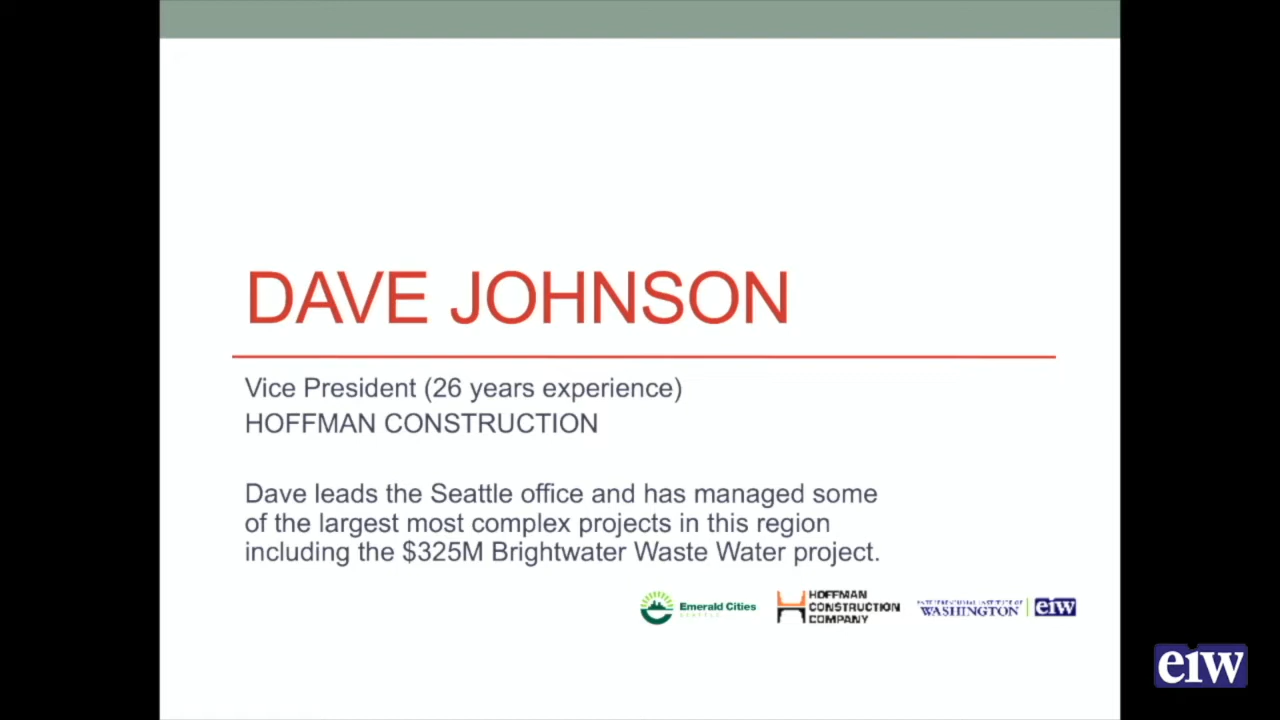 DAVE JOHNSON
Vice President (26 years experience)
HOFFMAN CONSTRUCTION
Dave leads the Seattle office and has managed some
of the largest most complex projects in this region
including the $325M Brightwater Waste Water project.
Emerald Cities
SEATTLE
HOFFMAN
CONSTRUCTION
COMPANY
WASHINGTON
eiw
eiw